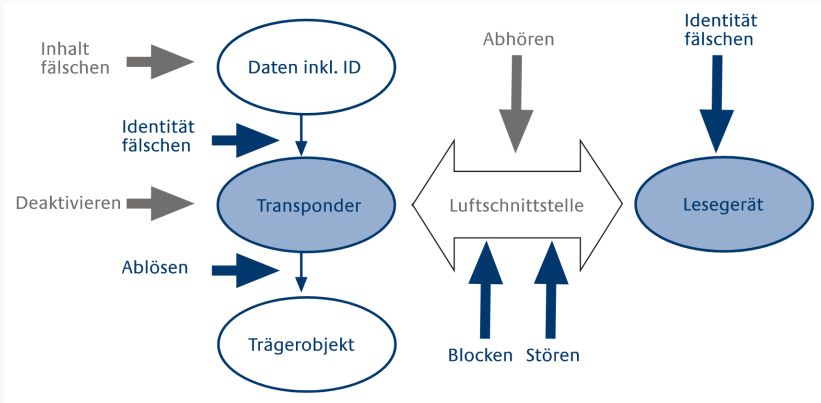 Inhalt
fälschen
Daten inkl. ID
Abhören
Identität
fälschen
Identität
fälschen
Deaktivieren
Transponder
Luftschnittstelle
Lesegerät
Ablösen
Trägerobjekt
Blocken
Stören